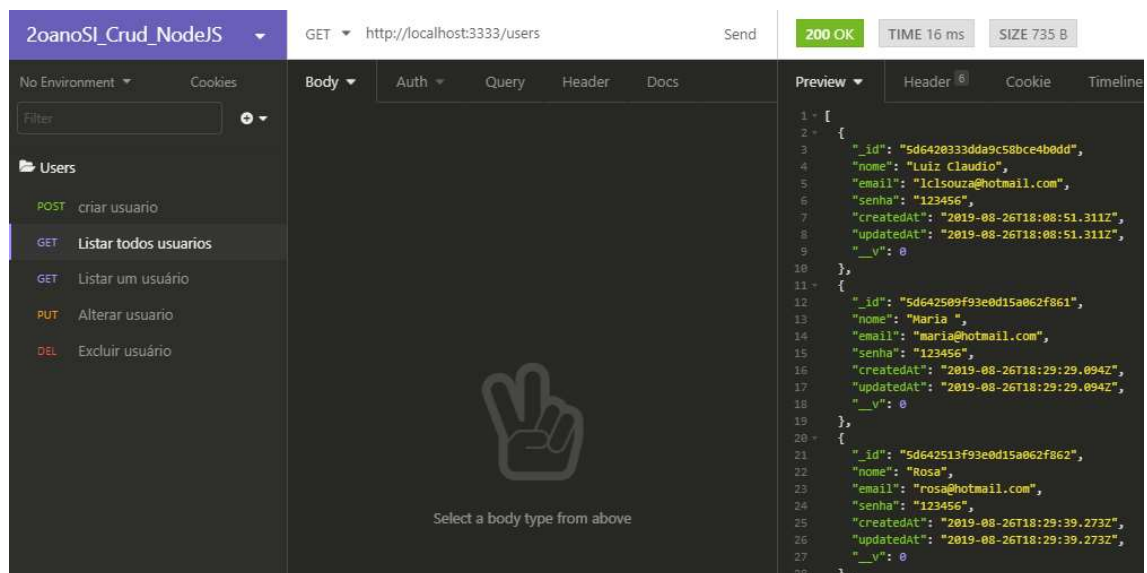 2oanoSI_Crud_NodeJS
GET http://localhost:3333/users Send
200 OK TIME 16 ms SIZE 735 B
No Environment Cookies
Filter
Users
POST criar usuario
GET Listar todos usuarios
GET Listar um usuário
PUT Alterar usuario
DEL Excluir usuário
Body Auth Query Header Docs
Select a body type from above
Preview Header 6 Cookie Timeline
1 [
2 {
3 "_id": "5d6420333dda9c58bce4b0dd",
4 "nome": "Luiz Claudio",
5 "email": "lclsouza@hotmail.com",
6 "senha": "123456",
7 "createdAt": "2019-08-26T18:08:51.311Z",
8 "updatedAt": "2019-08-26T18:08:51.311Z",
9 "__v": 0
10 },
11 {
12 "_id": "5d642509f93e0d15a062f861",
13 "nome": "Maria ",
14 "email": "maria@hotmail.com",
15 "senha": "123456",
16 "createdAt": "2019-08-26T18:29:29.094Z",
17 "updatedAt": "2019-08-26T18:29:29.094Z",
18 "__v": 0
19 },
20 {
21 "_id": "5d642513f93e0d15a062f862",
22 "nome": "Rosa",
23 "email": "rosa@hotmail.com",
24 "senha": "123456",
25 "createdAt": "2019-08-26T18:29:39.273Z",
26 "updatedAt": "2019-08-26T18:29:39.273Z",
27 "__v": 0